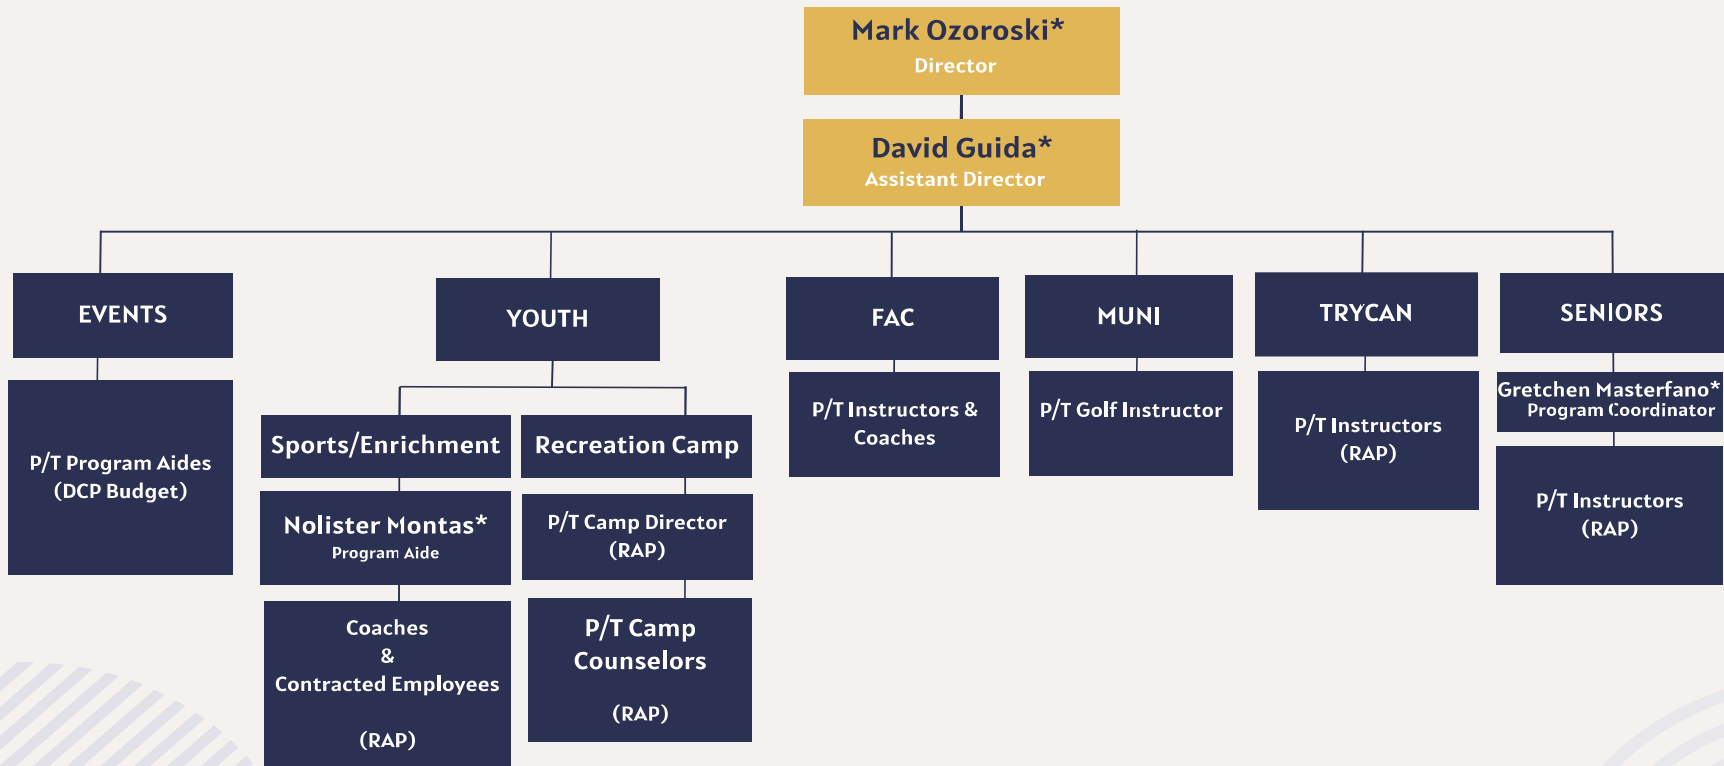 Mark Ozoroski*
Director
David Guida*
Assistant Director
EVENTS
P/T Program Aides
(DCP Budget)
YOUTH
Sports/Enrichment
Nolister Montas*
Program Aide
Coaches
&
Contracted Employees
(RAP)
Recreation Camp
P/T Camp Director
(RAP)
P/T Camp
Counselors
(RAP)
FAC
P/T Instructors &
Coaches
MUNI
P/T Golf Instructor
TRYCAN
P/T Instructors
(RAP)
SENIORS
Gretchen Masterfano*
Program Coordinator
P/T Instructors
(RAP)